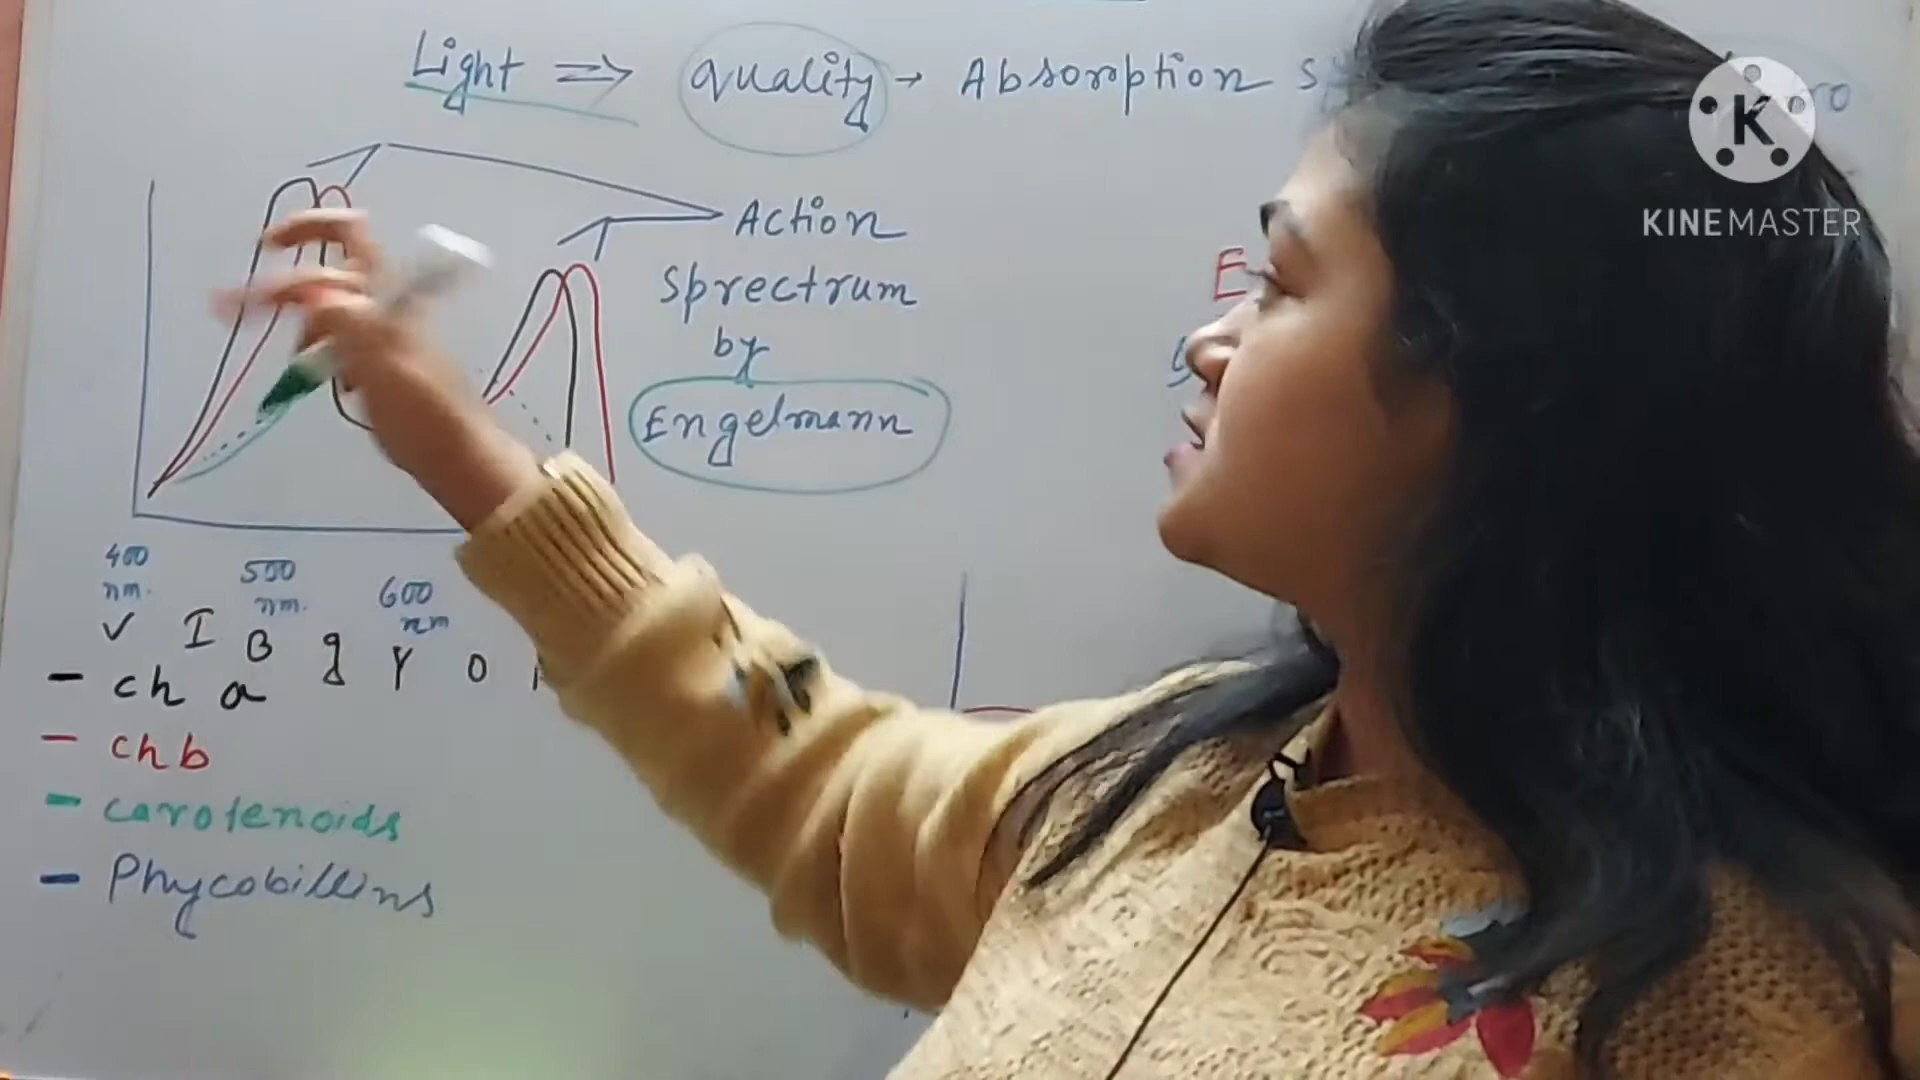 Light ⇒ quality → Absorption
Action
Sprectrum
by
Engelmann
E
400
nm.
500
nm.
600
nm
V I B g Y O
- ch a
- ch b
- carotenoids
- Phycobillins
K
KINEMASTER